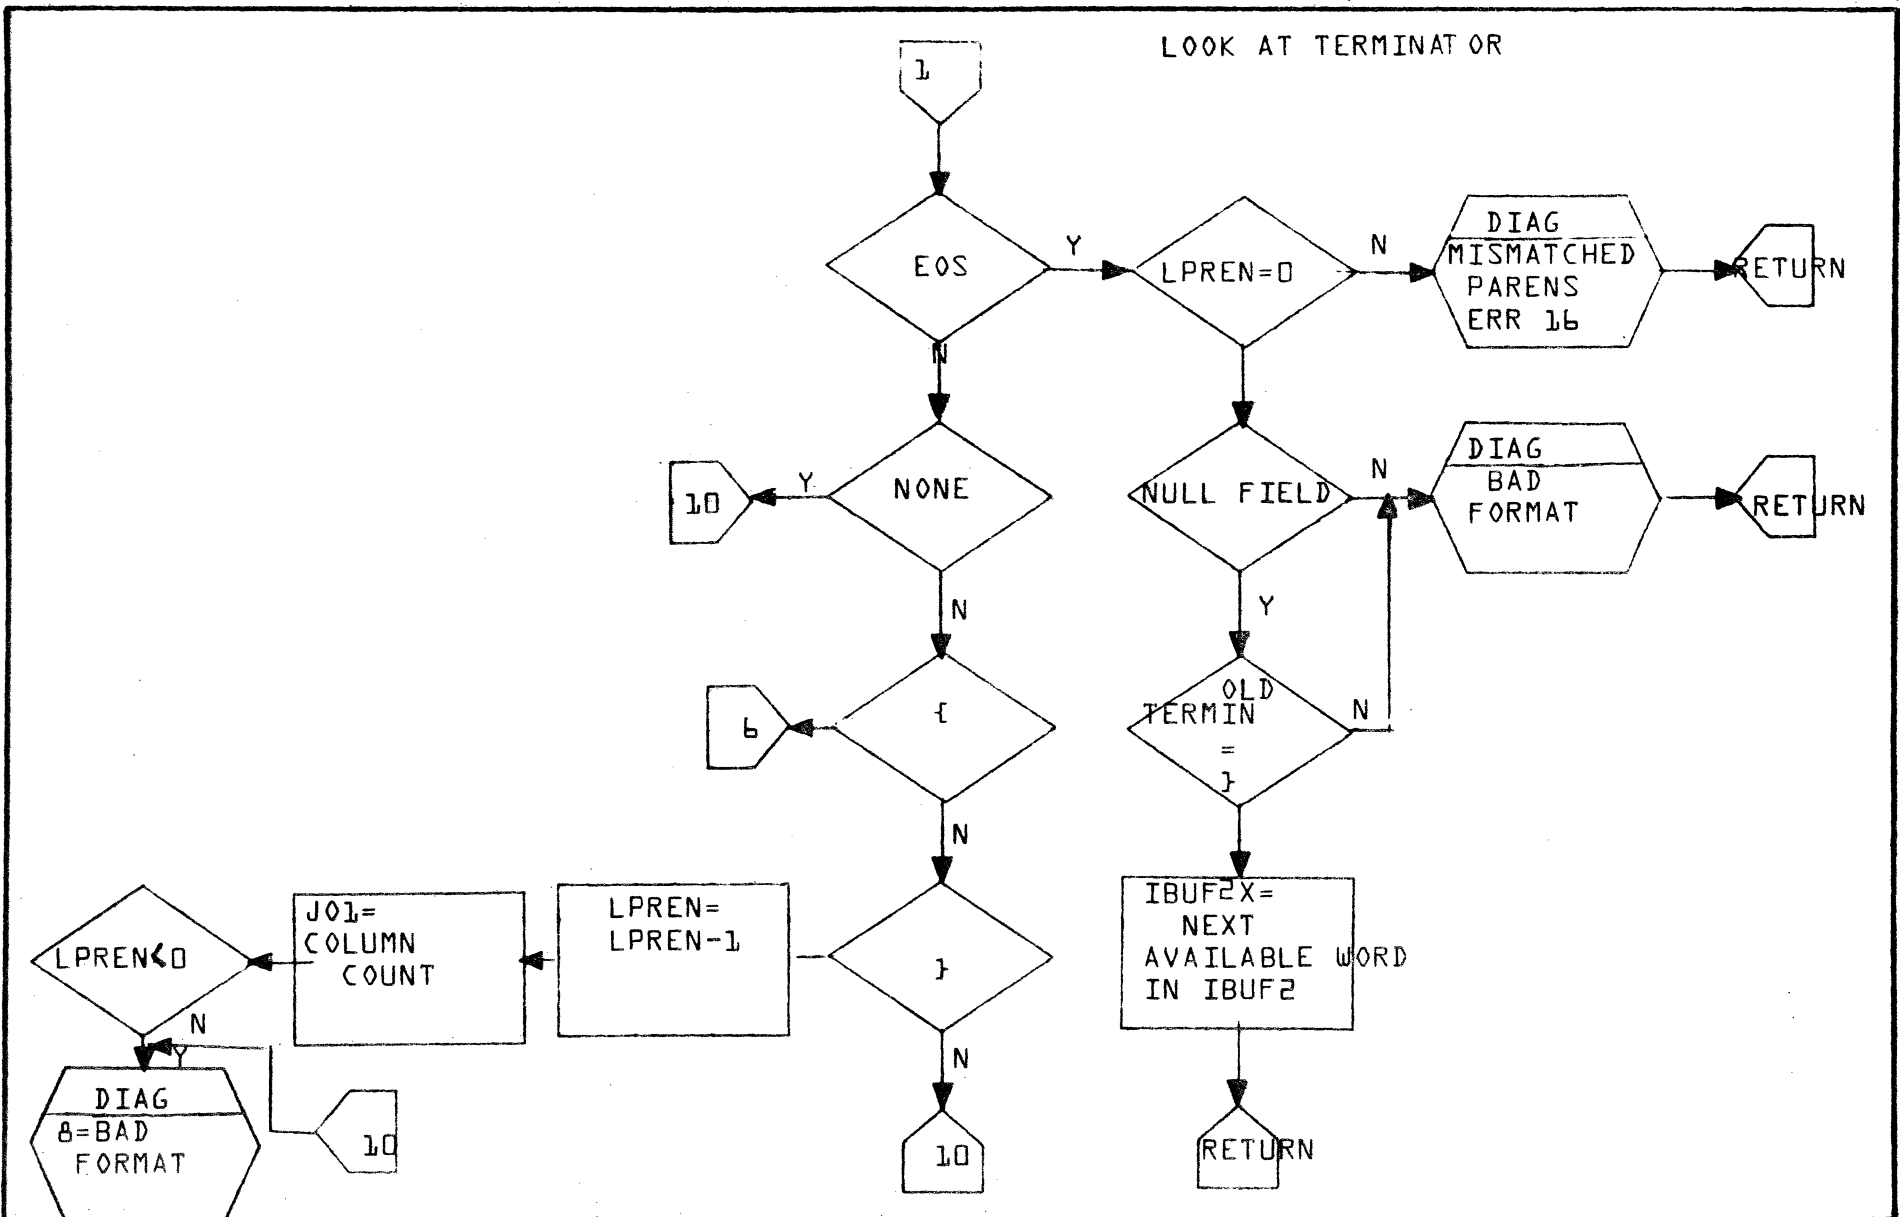 LOOK AT TERMINATOR
1
EOS
Y
LPREN=0
N
DIAG
MISMATCHED
PARENS
ERR 16
RETURN
N
10
Y
NONE
NULL FIELD
N
DIAG
BAD
FORMAT
RETURN
N
Y
6
{
OLD
TERMIN
=
}
N
N
LPREN<0
J01=
COLUMN
COUNT
LPREN=
LPREN-1
}
IBUF2X=
NEXT
AVAILABLE WORD
IN IBUF2
N
Y
N
DIAG
8=BAD
FORMAT
10
10
RETURN